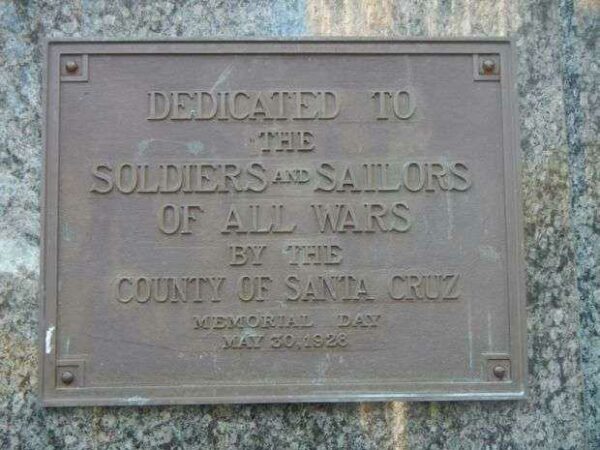 DEDICATED TO
THE
SOLDIERS AND SAILORS
OF ALL WARS
BY THE
COUNTY OF SANTA CRUZ
MEMORIAL DAY
MAY 30, 1928